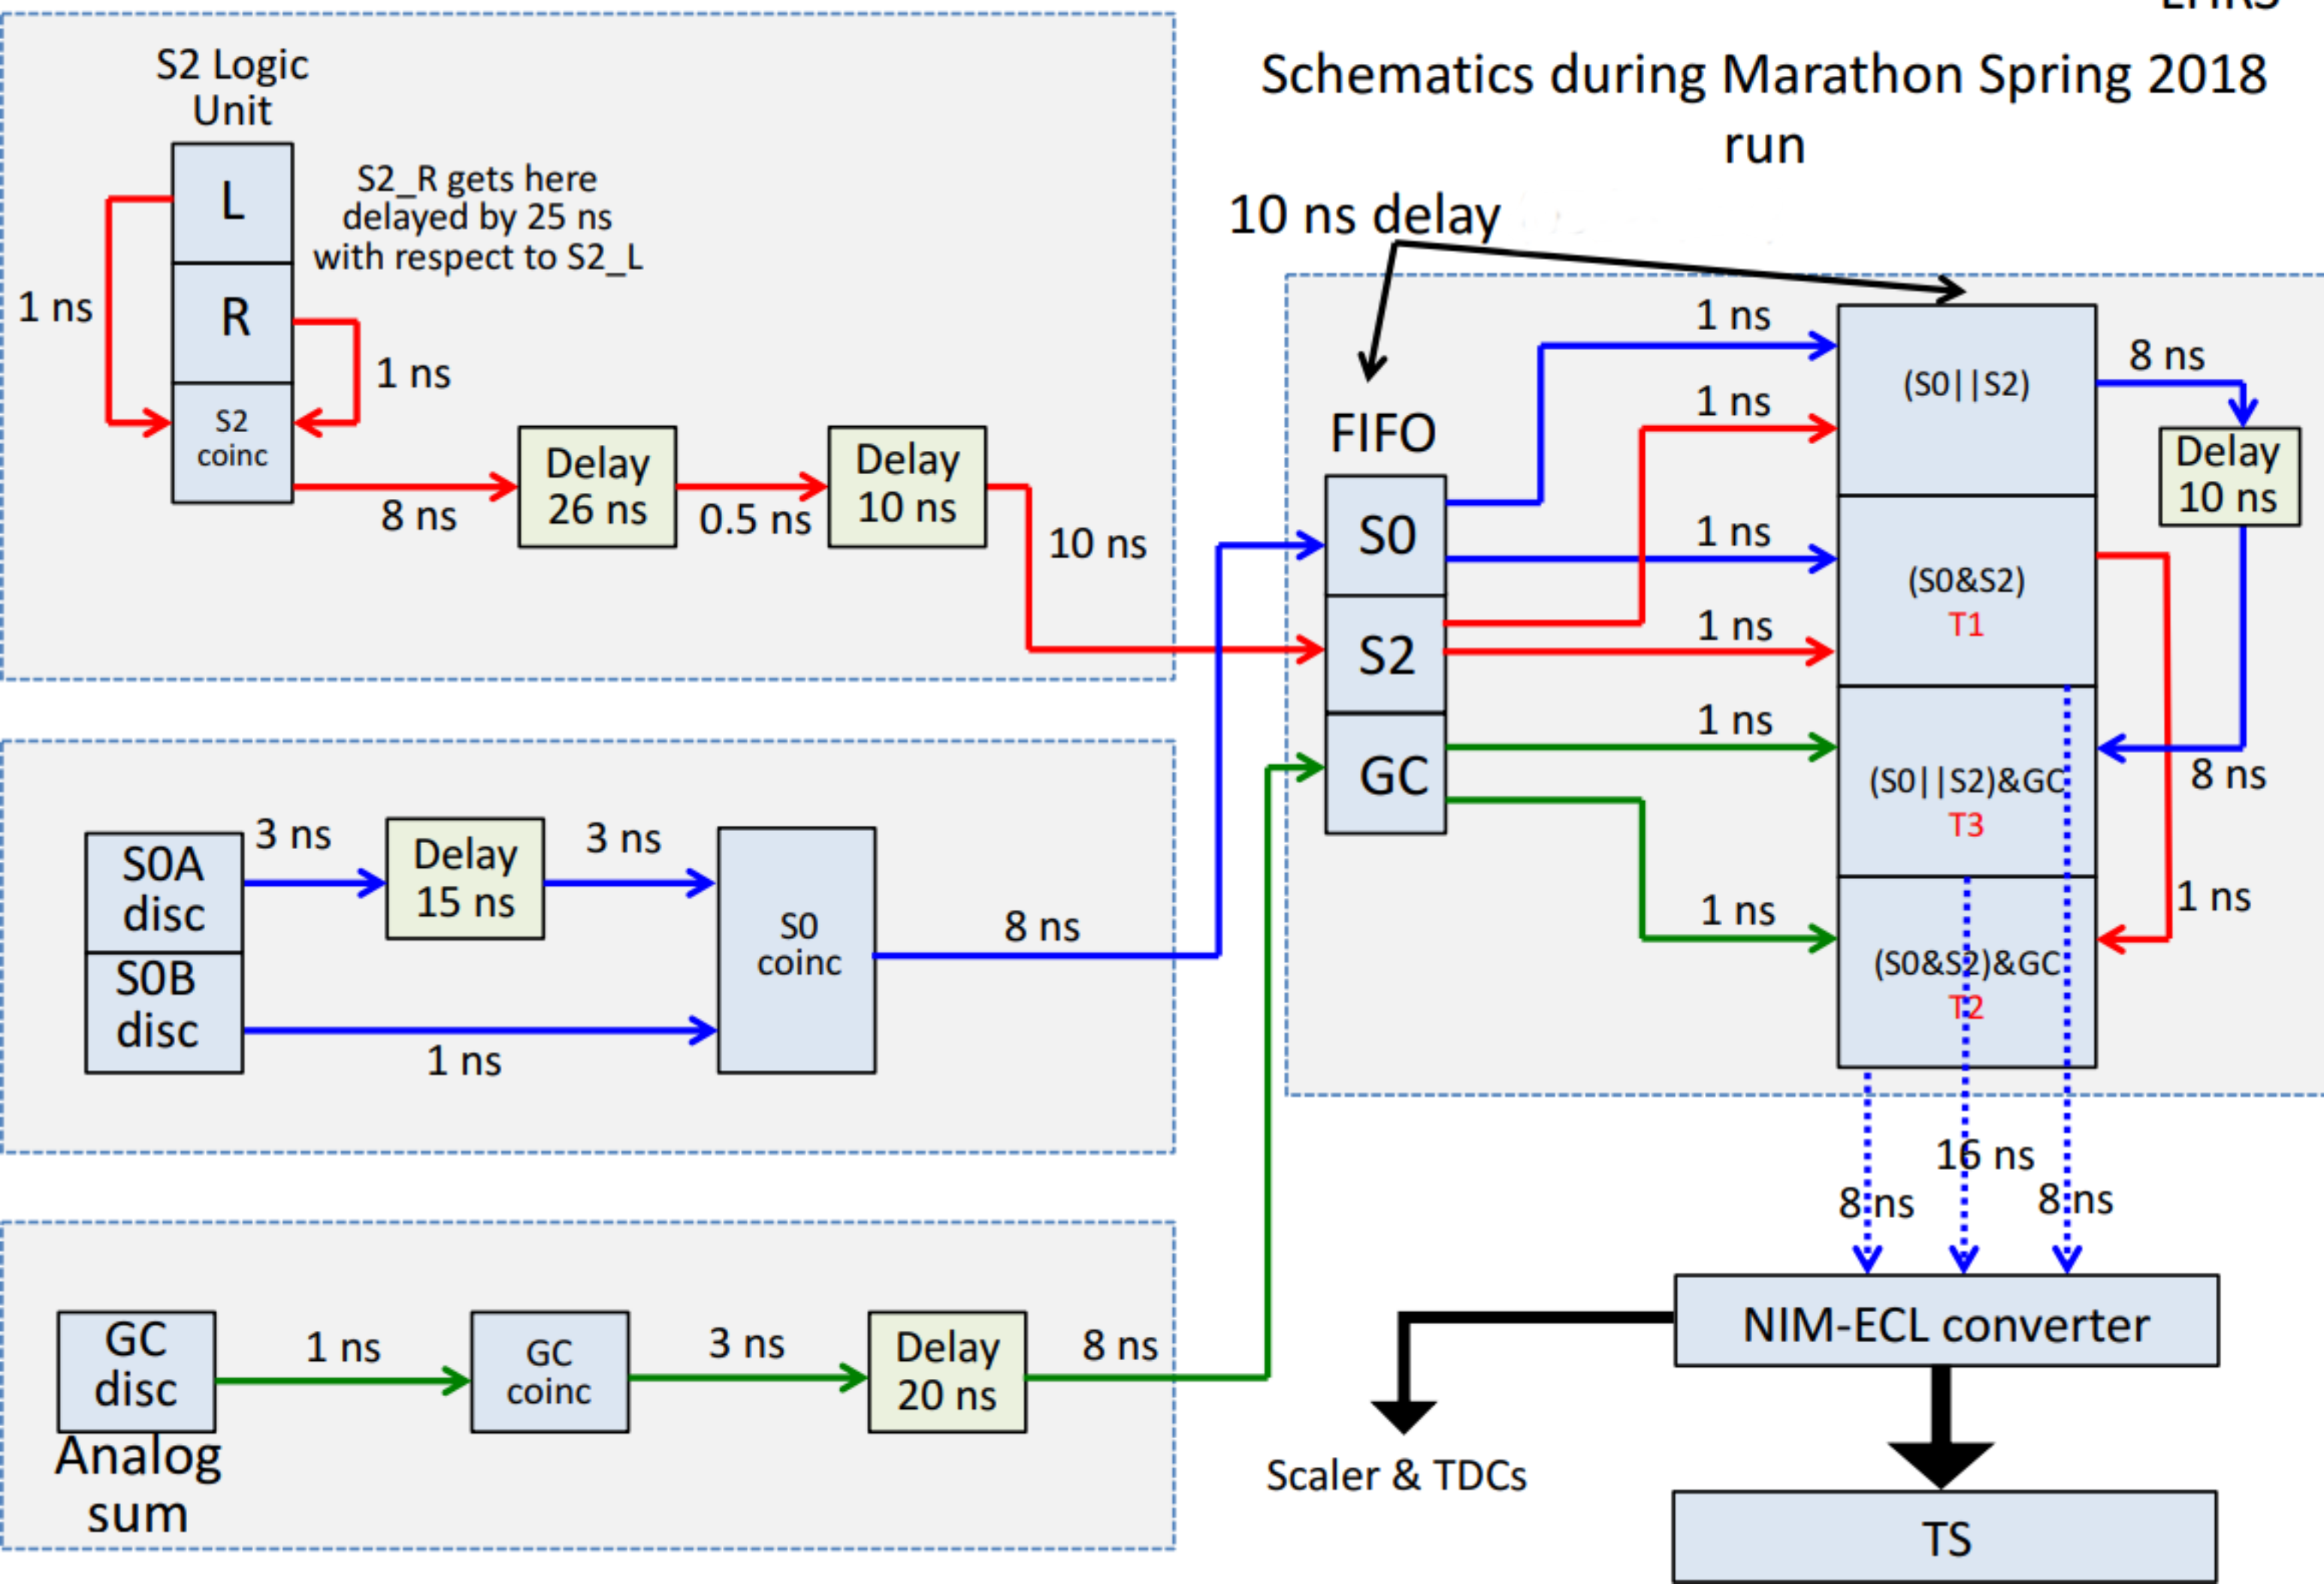 S2 Logic
Unit
L
R
S2
coinc
S2_R gets here
delayed by 25 ns
with respect to S2_L
1 ns
1 ns
8 ns
Delay
26 ns
0.5 ns
Delay
10 ns
10 ns
Schematics during Marathon Spring 2018
run
10 ns delay
FIFO
S0
S2
GC
1 ns
1 ns
1 ns
1 ns
1 ns
1 ns
(S0||S2)
(S0&S2)
T1
(S0||S2)&GC
T3
(S0&S2)&GC
T2
8 ns
Delay
10 ns
8 ns
1 ns
S0A
disc
S0B
disc
3 ns
Delay
15 ns
3 ns
1 ns
S0
coinc
8 ns
GC
disc
Analog
sum
1 ns
GC
coinc
3 ns
Delay
20 ns
8 ns
16 ns
8 ns
8 ns
NIM-ECL converter
Scaler & TDCs
TS